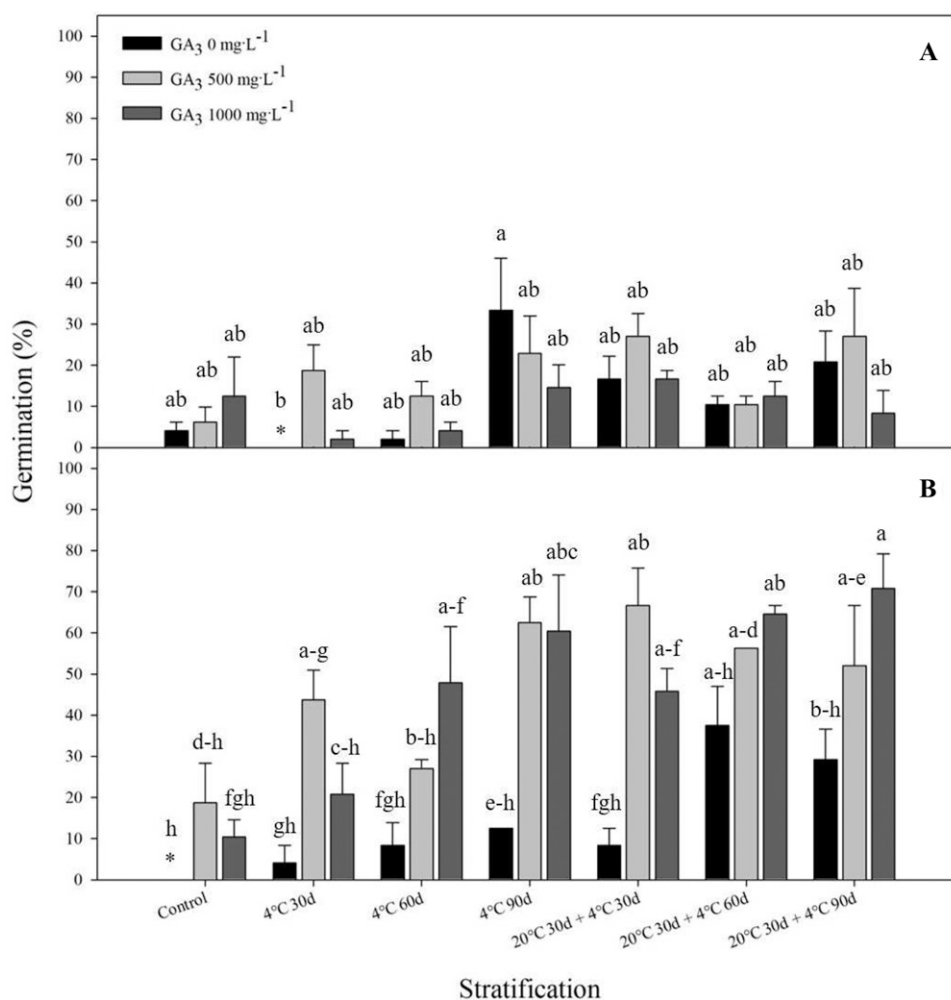 100
90
80
70
60
50
40
30
20
10
0
A
GA3 0 mg·L-1
GA3 500 mg·L-1
GA3 1000 mg·L-1
ab ab ab
b * ab ab
ab ab ab
a ab ab
ab ab ab
ab ab ab
ab ab ab
Germination (%)
100
90
80
70
60
50
40
30
20
10
0
B
h * d-h fgh
gh a-g c-h
fgh b-h a-f
e-h ab abc
fgh ab a-f
a-h a-d ab
b-h a-e a
Control
4°C 30d
4°C 60d
4°C 90d
20°C 30d + 4°C 30d
20°C 30d + 4°C 60d
20°C 30d + 4°C 90d
Stratification